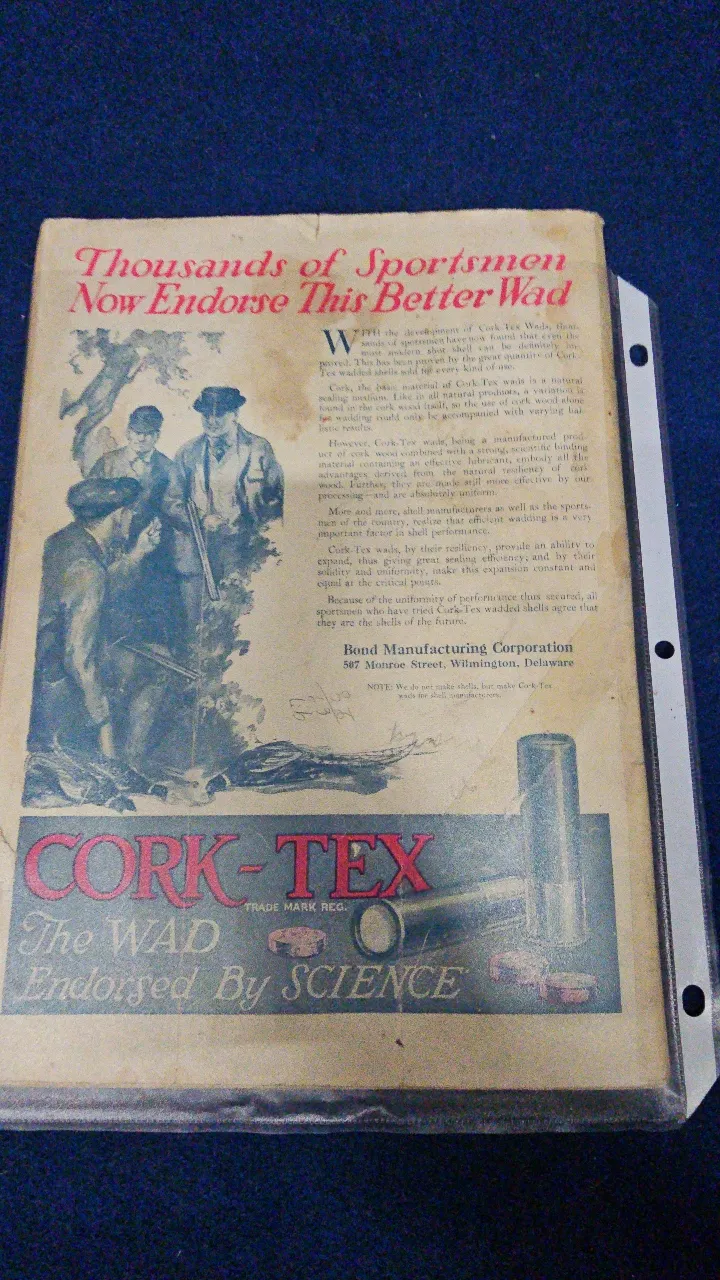 Thousands of Sportsmen
Now Endorse This Better Wad
WITH the development of Cork-Tex Wads, thou-
sands of sportsmen have now found that even the
most modern shot shell can be definitely im-
proved. This has been proven by the great quantity of Cork-
Tex wadded shells sold for every kind of use.
Cork, the basic material of Cork-Tex wads is a natural
sealing medium. Like in all natural products, a variation is
found in the cork wood itself, so the use of cork wood alone
for wadding could only be accompanied with varying bal-
listic results.
However, Cork-Tex wads, being a manufactured prod-
uct of cork wood combined with a strong, scientific binding
material containing an effective lubricant, embody all the
advantages derived from the natural resiliency of cork
wood. Further, they are made still more effective by our
processing—and are absolutely uniform.
More and more, shell manufacturers as well as the sports-
men of the country, realize that efficient wadding is a very
important factor in shell performance.
Cork-Tex wads, by their resiliency, provide an ability to
expand, thus giving great sealing efficiency, and by their
solidity and uniformity, make this expansion constant and
equal at the critical points.
Because of the uniformity of performance thus secured, all
sportsmen who have tried Cork-Tex wadded shells agree that
they are the shells of the future.
Bond Manufacturing Corporation
507 Monroe Street, Wilmington, Delaware
NOTE: We do not make shells, but make Cork-Tex
wads for shell manufacturers.
CORK-TEX
TRADE MARK REG.
The WAD
Endorsed By SCIENCE